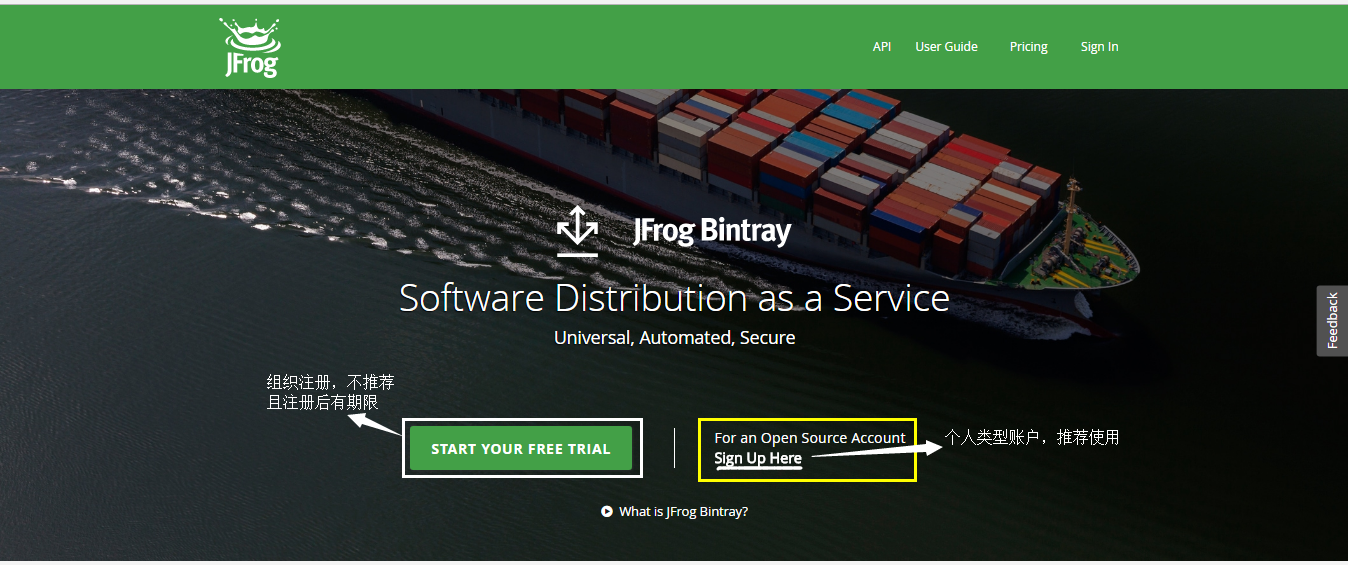 JFrog
API
User Guide
Pricing
Sign In
JFrog Bintray
Software Distribution as a Service
Universal, Automated, Secure
Feedback
组织注册，不推荐
且注册后有期限
START YOUR FREE TRIAL
For an Open Source Account
Sign Up Here
个人类型账户，推荐使用
What is JFrog Bintray?